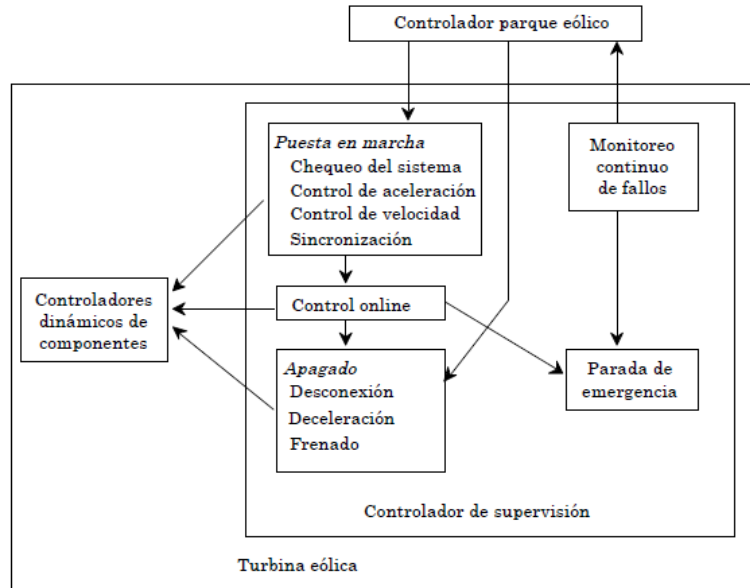 Controlador parque eólico
Puesta en marcha
Chequeo del sistema
Control de aceleración
Control de velocidad
Sincronización
Monitoreo
continuo
de fallos
Controladores
dinámicos de
componentes
Control online
Apagado
Desconexión
Deceleración
Frenado
Parada de
emergencia
Controlador de supervisión
Turbina eólica